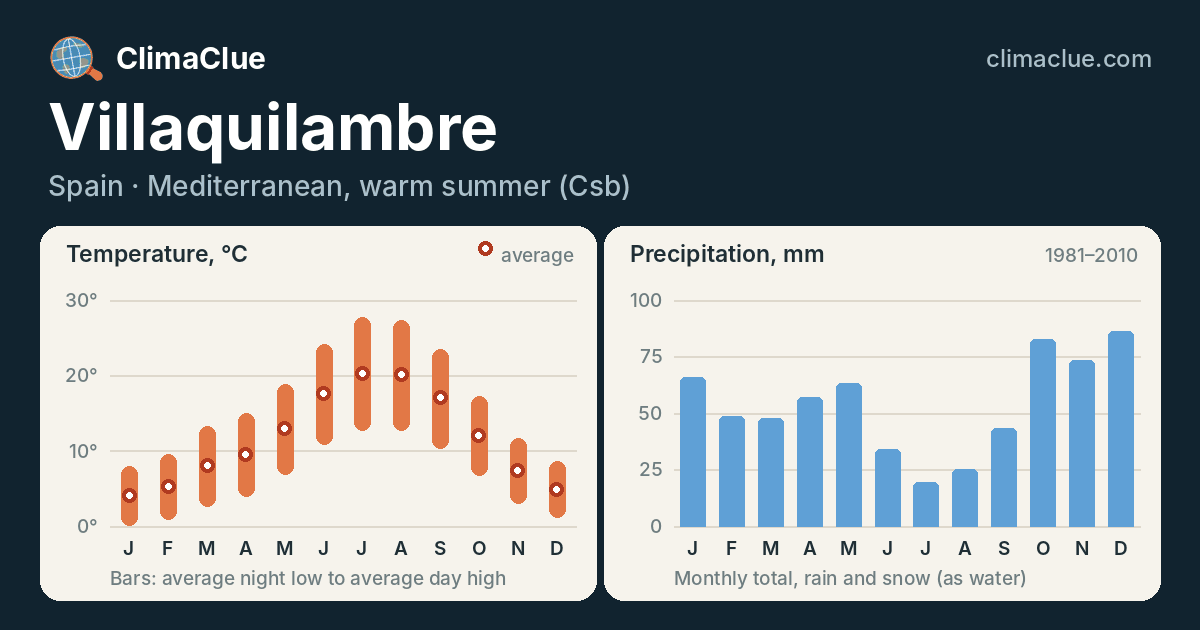 ClimaClue
climaclue.com
Villaquilambre
Spain · Mediterranean, warm summer (Csb)
Temperature, °C
average
30°
20°
10°
0°
J F M A M J J A S O N D
Bars: average night low to average day high
Precipitation, mm
1981–2010
100
75
50
25
0
J F M A M J J A S O N D
Monthly total, rain and snow (as water)